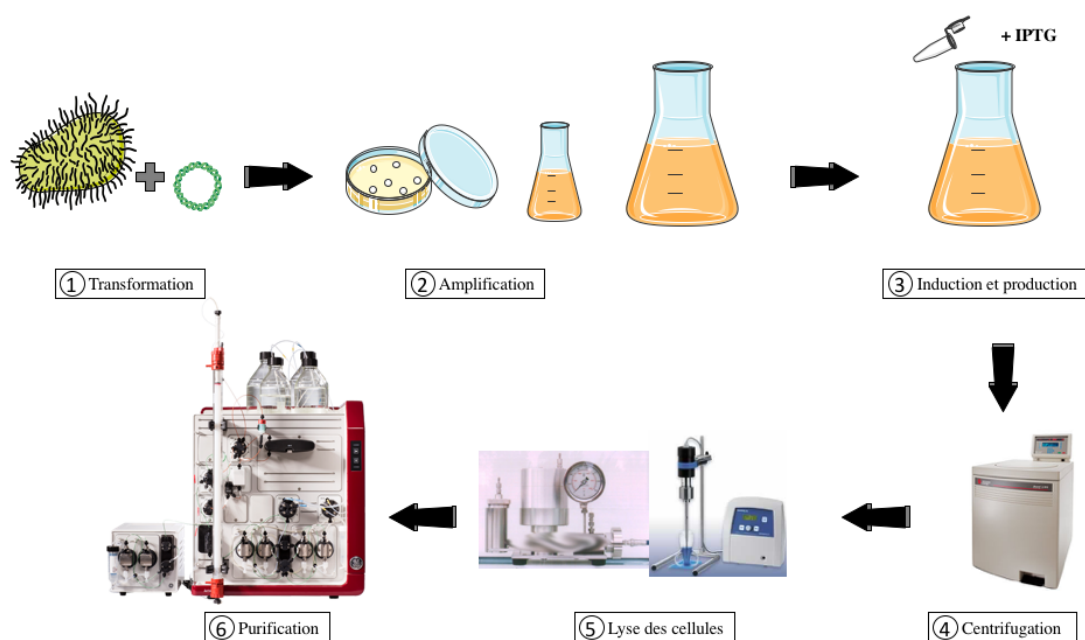 + IPTG
① Transformation
② Amplification
③ Induction et production
⑥ Purification
⑤ Lyse des cellules
④ Centrifugation